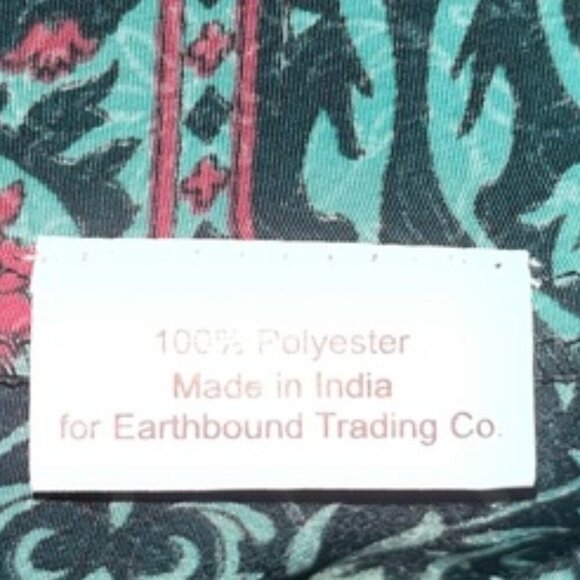 100% Polyester
Made in India
for Earthbound Trading Co.